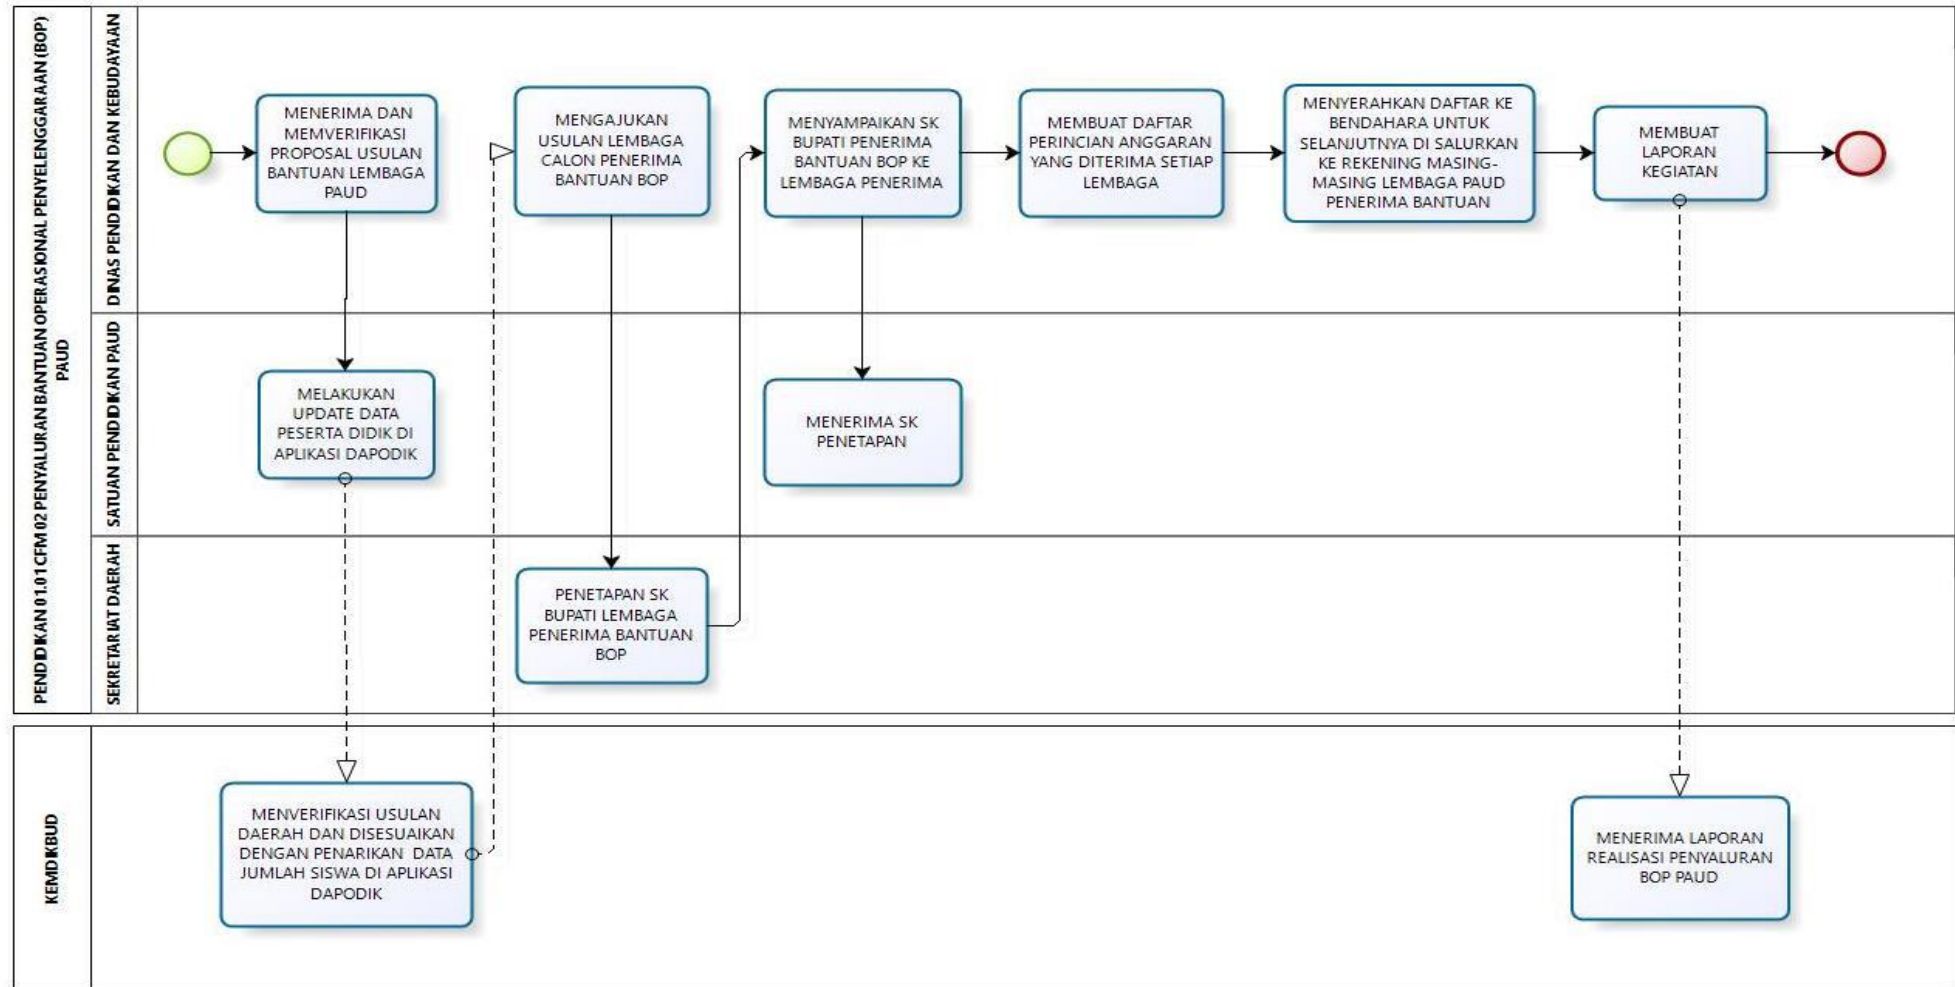 PENDIDIKAN 01.01 CFM 02 PENYALURAN BANTUAN OPERASIONAL PENYELENGGARAAN (BOP)
PAUD
DINAS PENDIDIKAN DAN KEBUDAYAAN
MENERIMA DAN
MEMVERIFIKASI
PROPOSAL USULAN
BANTUAN LEMBAGA
PAUD
MENGAJUKAN
USULAN LEMBAGA
CALON PENERIMA
BANTUAN BOP
MENYAMPAIKAN SK
BUPATI PENERIMA
BANTUAN BOP KE
LEMBAGA PENERIMA
MEMBUAT DAFTAR
PERINCIAN ANGGARAN
YANG DITERIMA SETIAP
LEMBAGA
MENYERAHKAN DAFTAR KE
BENDAHARA UNTUK
SELANJUTNYA DI SALURKAN
KE REKENING MASING-
MASING LEMBAGA PAUD
PENERIMA BANTUAN
MEMBUAT
LAPORAN
KEGIATAN
SATUAN PENDIDIKAN PAUD
MELAKUKAN
UPDATE DATA
PESERTA DIDIK DI
APLIKASI DAPODIK
MENERIMA SK
PENETAPAN
SEKRETARIAT DAERAH
PENETAPAN SK
BUPATI LEMBAGA
PENERIMA BANTUAN
BOP
KEMDIKBUD
MENVERIFIKASI USULAN
DAERAH DAN DISESUAIKAN
DENGAN PENARIKAN DATA
JUMLAH SISWA DI APLIKASI
DAPODIK
MENERIMA LAPORAN
REALISASI PENYALURAN
BOP PAUD